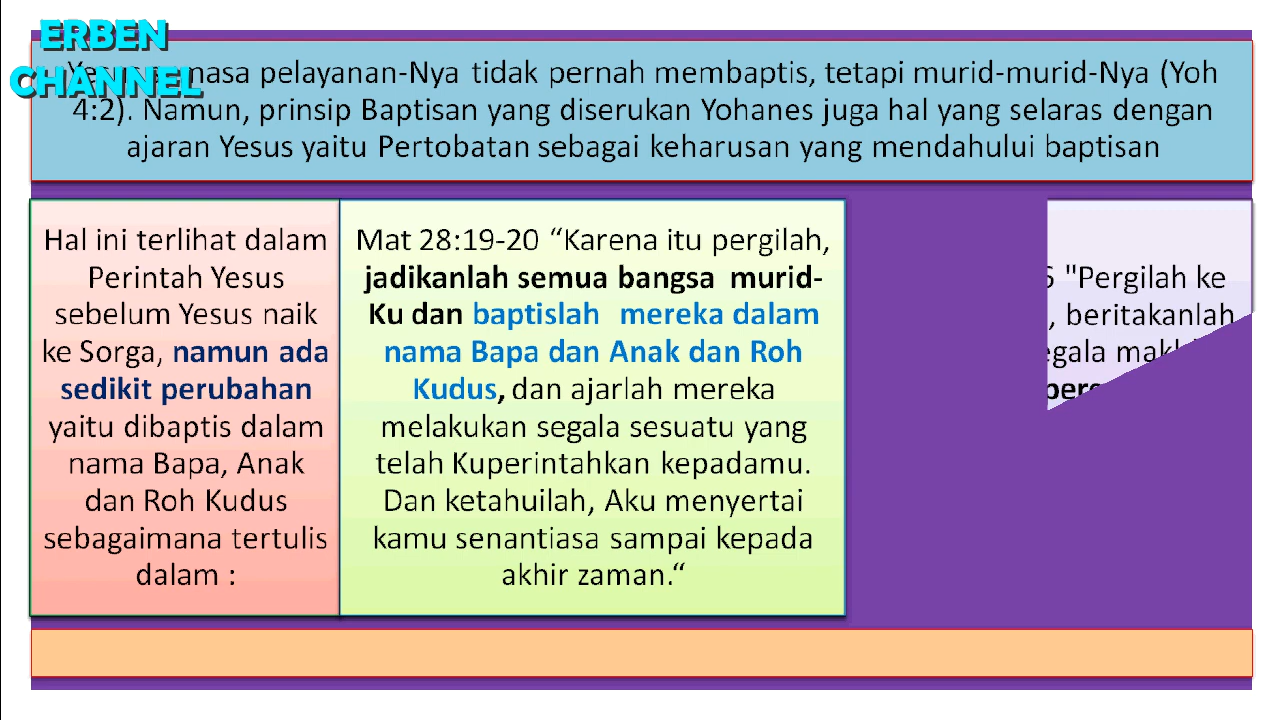 ERBEN
CHANNEL
masa pelayanan-Nya tidak pernah membaptis, tetapi murid-murid-Nya (Yoh
4:2). Namun, prinsip Baptisan yang diserukan Yohanes juga hal yang selaras dengan
ajaran Yesus yaitu Pertobatan sebagai keharusan yang mendahului baptisan
Hal ini terlihat dalam
Perintah Yesus
sebelum Yesus naik
ke Sorga, namun ada
sedikit perubahan
yaitu dibaptis dalam
nama Bapa, Anak
dan Roh Kudus
sebagaimana tertulis
dalam :
Mat 28:19-20 “Karena itu pergilah,
jadikanlah semua bangsa murid-
Ku dan baptislah mereka dalam
nama Bapa dan Anak dan Roh
Kudus, dan ajarlah mereka
melakukan segala sesuatu yang
telah Kuperintahkan kepadamu.
Dan ketahuilah, Aku menyertai
kamu senantiasa sampai kepada
akhir zaman.“
6 "Pergilah ke
, beritakanlah